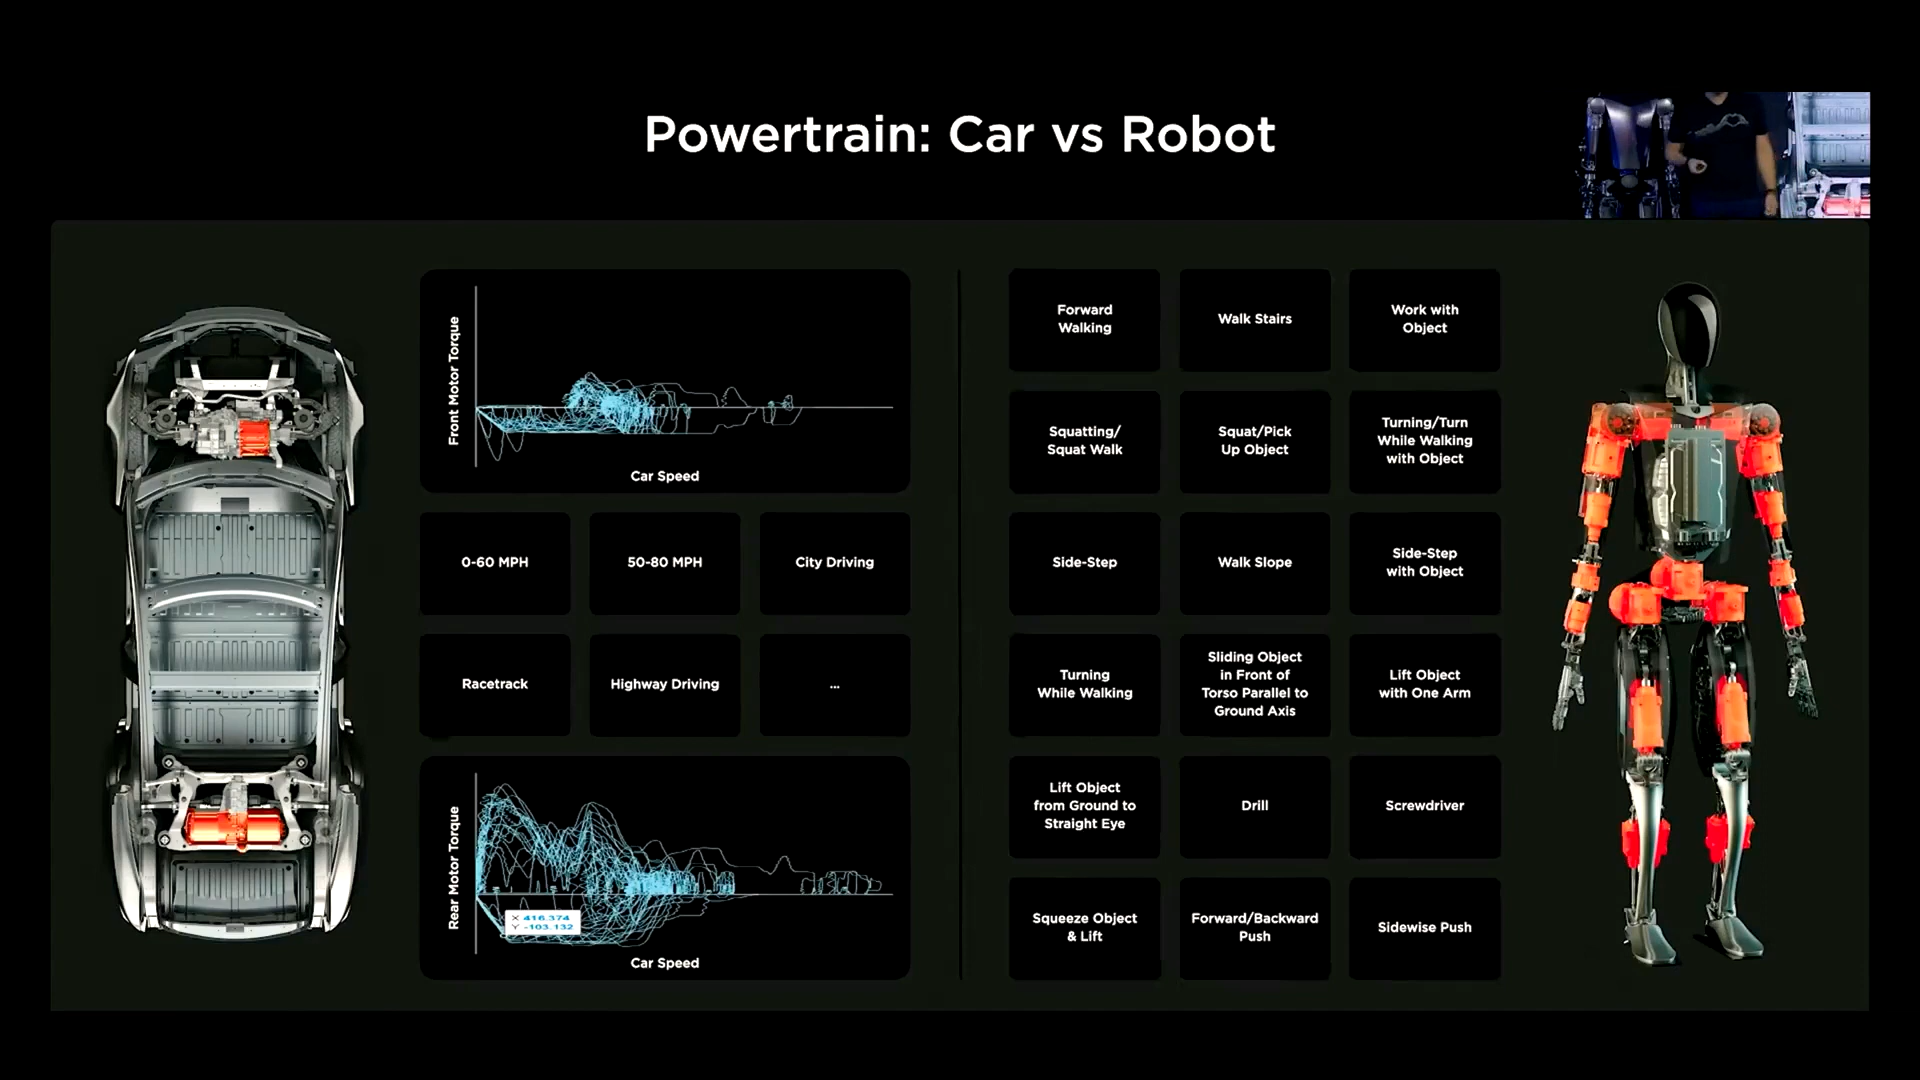 Powertrain: Car vs Robot
Front Motor Torque
Car Speed
0-60 MPH
50-80 MPH
City Driving
Racetrack
Highway Driving
...
Rear Motor Torque
X 416.374
Y -103.132
Car Speed
Forward
Walking
Walk Stairs
Work with
Object
Squatting/
Squat Walk
Squat/Pick
Up Object
Turning/Turn
While Walking
with Object
Side-Step
Walk Slope
Side-Step
with Object
Turning
While Walking
Sliding Object
in Front of
Torso Parallel to
Ground Axis
Lift Object
with One Arm
Lift Object
from Ground to
Straight Eye
Drill
Screwdriver
Squeeze Object
& Lift
Forward/Backward
Push
Sidewise Push